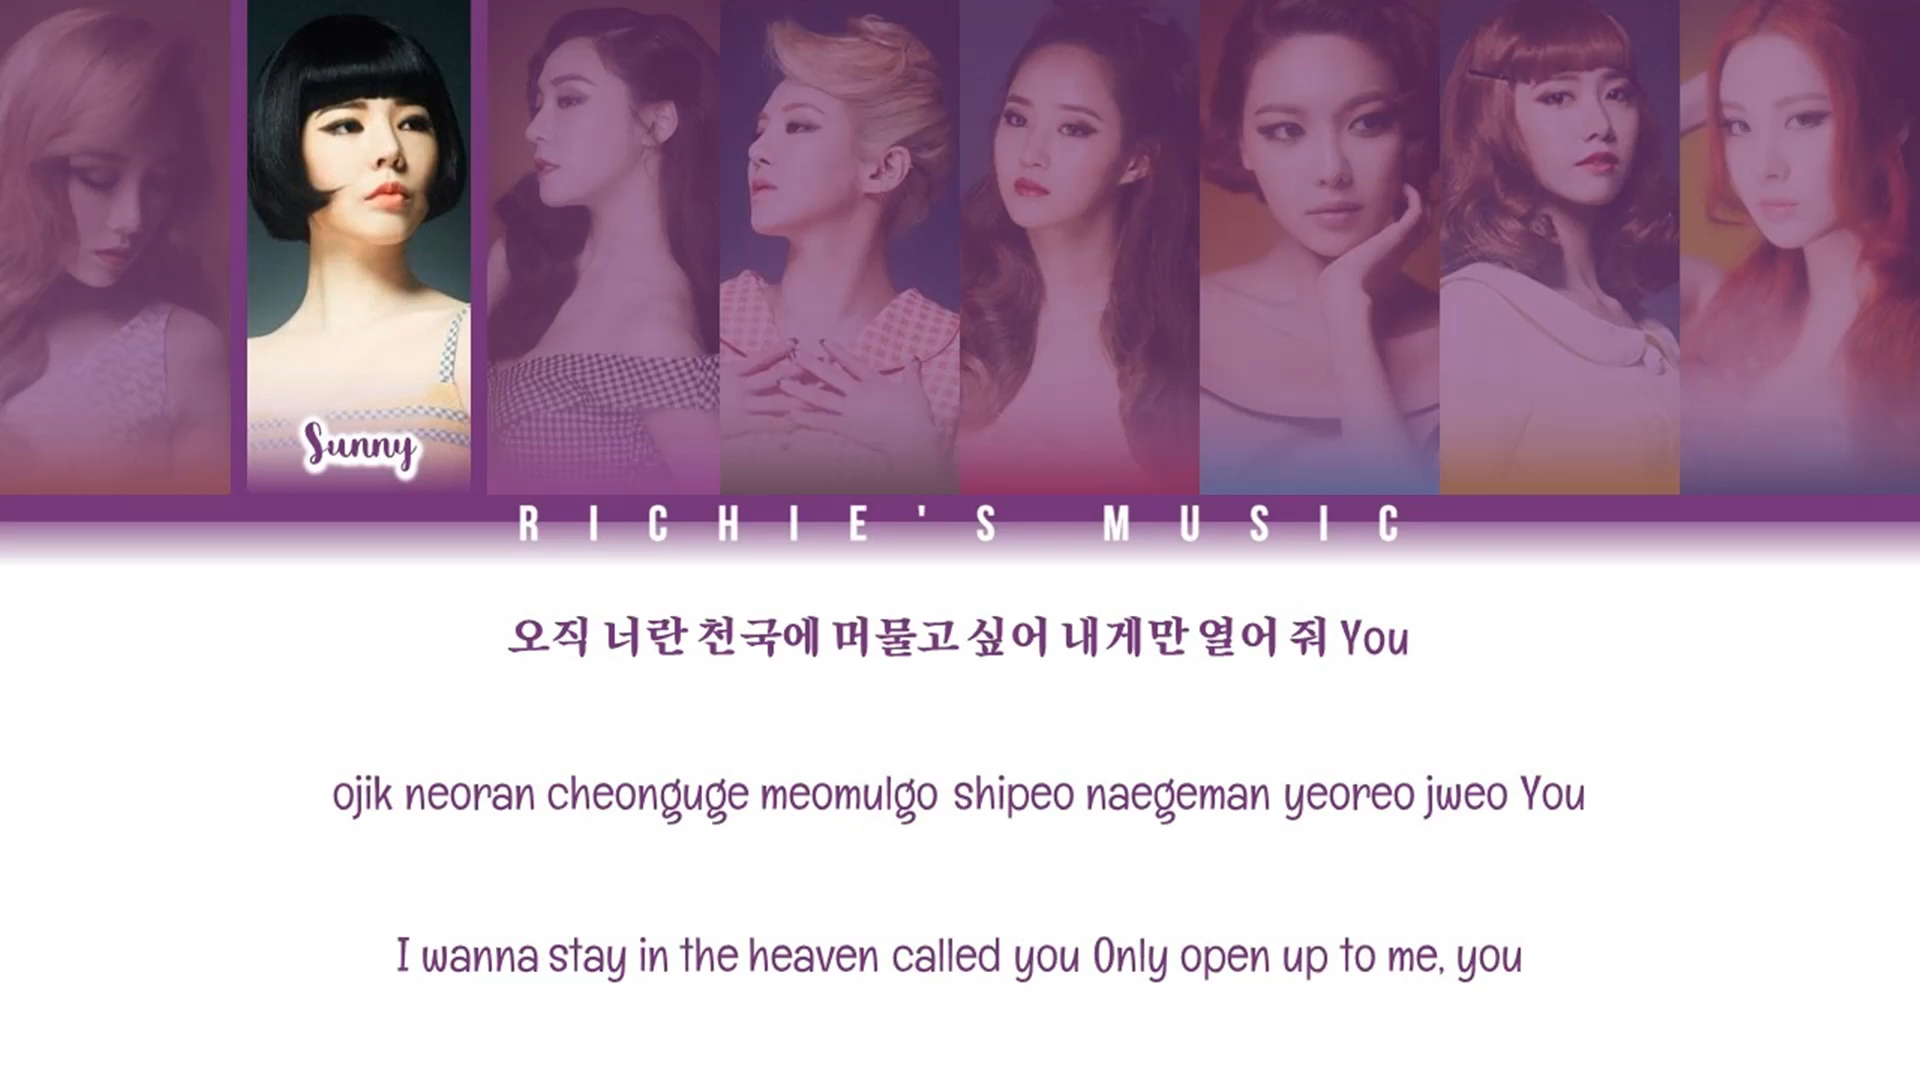 Sunny
RICHIE'S MUSIC
오직 너란 천국에 머물고 싶어 내게만 열어 줘 You
ojik neoran cheonguge meomulgo shipeo naegeman yeoreo jweo You
I wanna stay in the heaven called you Only open up to me, you